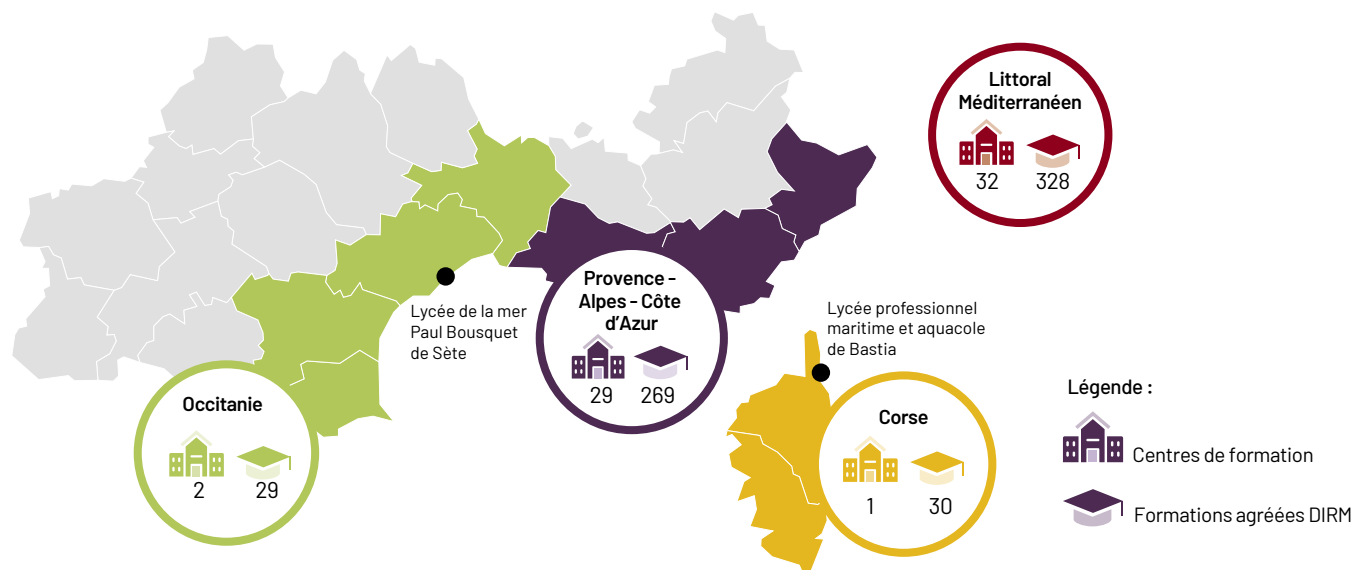 Littoral
Méditerranéen
32 328
Provence -
Alpes - Côte
d'Azur
29 269
Lycée de la mer
Paul Bousquet
de Sète
Lycée professionnel
maritime et aquacole
de Bastia
Occitanie
2 29
Corse
1 30
Légende :
Centres de formation
Formations agréées DIRM